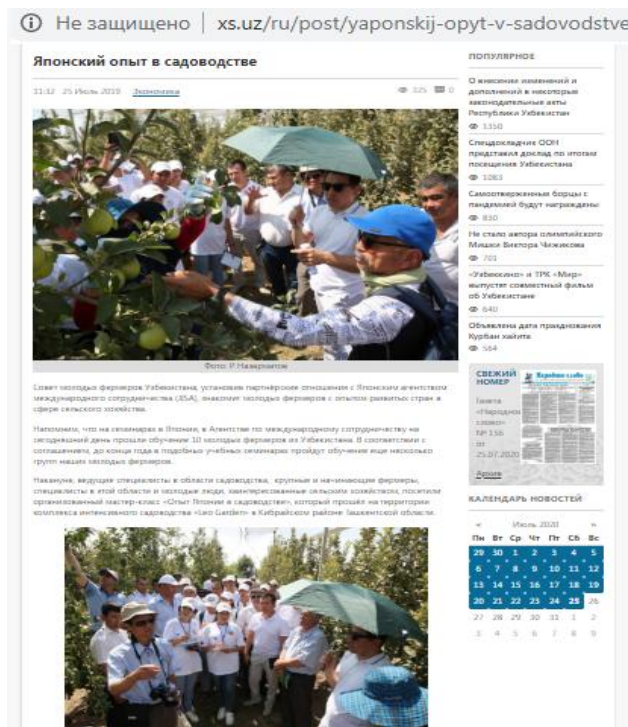 Не защищено | xs.uz/ru/post/yaponskij-opyt-v-sadovodstve
Японский опыт в садоводстве
11:32 25 Июль 2019 Экономика 325 0
Фото: Р.Назарматов
Совет молодых фермеров Узбекистана, установив партнёрские отношения с Японским агентством
международного сотрудничества (JISA), знакомит молодых фермеров с опытом развитых стран в
сфере сельского хозяйства.
Напомним, что на семинарах в Японии, в Агентстве по международному сотрудничеству на
сегодняшний день прошли обучение 10 молодых фермеров из Узбекистана. В соответствии с
соглашением, до конца года в подобных учебных семинарах пройдут обучение еще несколько
групп наших молодых фермеров.
Накануне, ведущие специалисты в области садоводства, крупные и начинающие фермеры,
специалисты в этой области и молодые люди, заинтересованные сельским хозяйством, посетили
организованный мастер-класс «Опыт Японии в садоводстве», который прошёл на территории
комплекса интенсивного садоводства «Leo Garden» в Кибрайском районе Ташкентской области.
ПОПУЛЯРНОЕ
О внесении изменений и
дополнений в некоторые
законодательные акты
Республики Узбекистан
1350
Спецдокладчик ООН
представил доклад по итогам
посещения Узбекистана
1083
Самоотверженные борцы с
пандемией будут награждены
830
Не стало автора олимпийского
Мишки Виктора Чижикова
701
«Узбеккино» и ТРК «Мир»
выпустят совместный фильм
об Узбекистане
640
Объявлена дата празднования
Курбан хайита
564
СВЕЖИЙ
НОМЕР
Народное слово
Газета
«Народное
слово»
№ 156
от
25.07.2020
Архив
КАЛЕНДАРЬ НОВОСТЕЙ
« Июль 2020 »
Пн Вт Ср Чт Пт Сб Вс
29 30 1 2 3 4 5
6 7 8 9 10 11 12
13 14 15 16 17 18 19
20 21 22 23 24 25 26
27 28 29 30 31 1 2
3 4 5 6 7 8 9